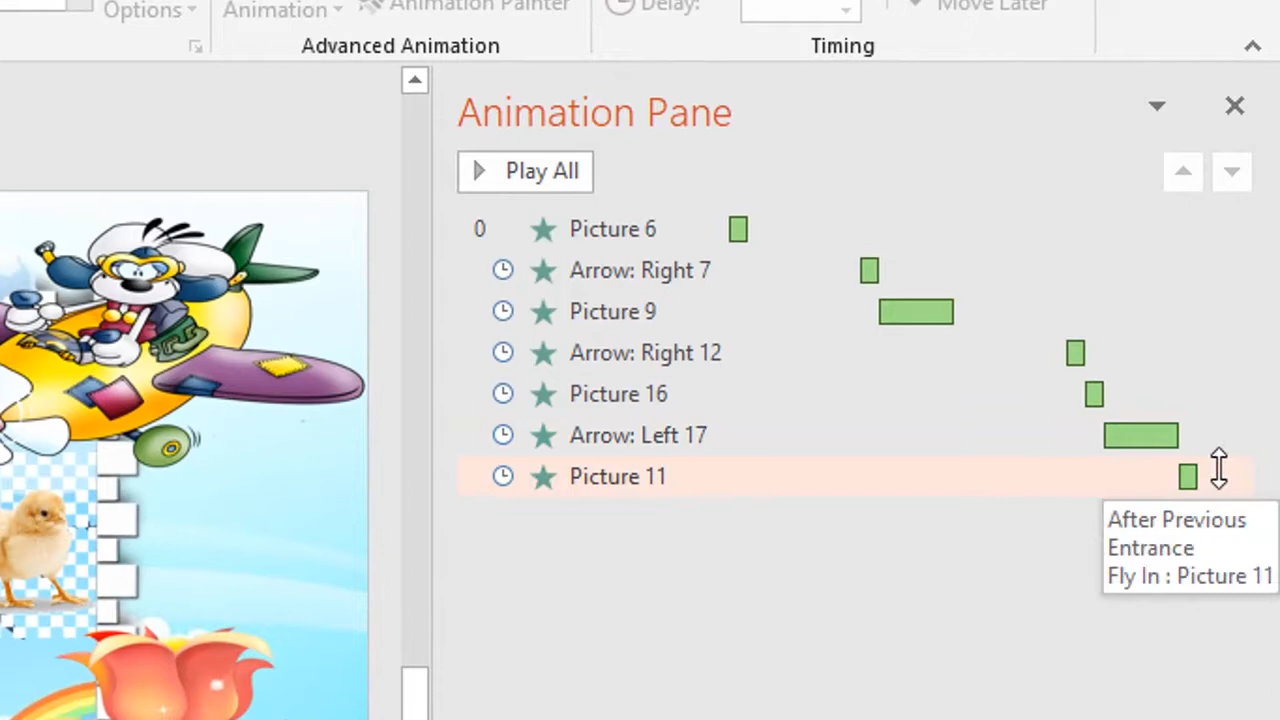 Options
Animation
Animation Painter
Delay:
Move Later
Advanced Animation
Timing
Animation Pane
Play All
0 Picture 6
Arrow: Right 7
Picture 9
Arrow: Right 12
Picture 16
Arrow: Left 17
Picture 11
After Previous
Entrance
Fly In : Picture 11